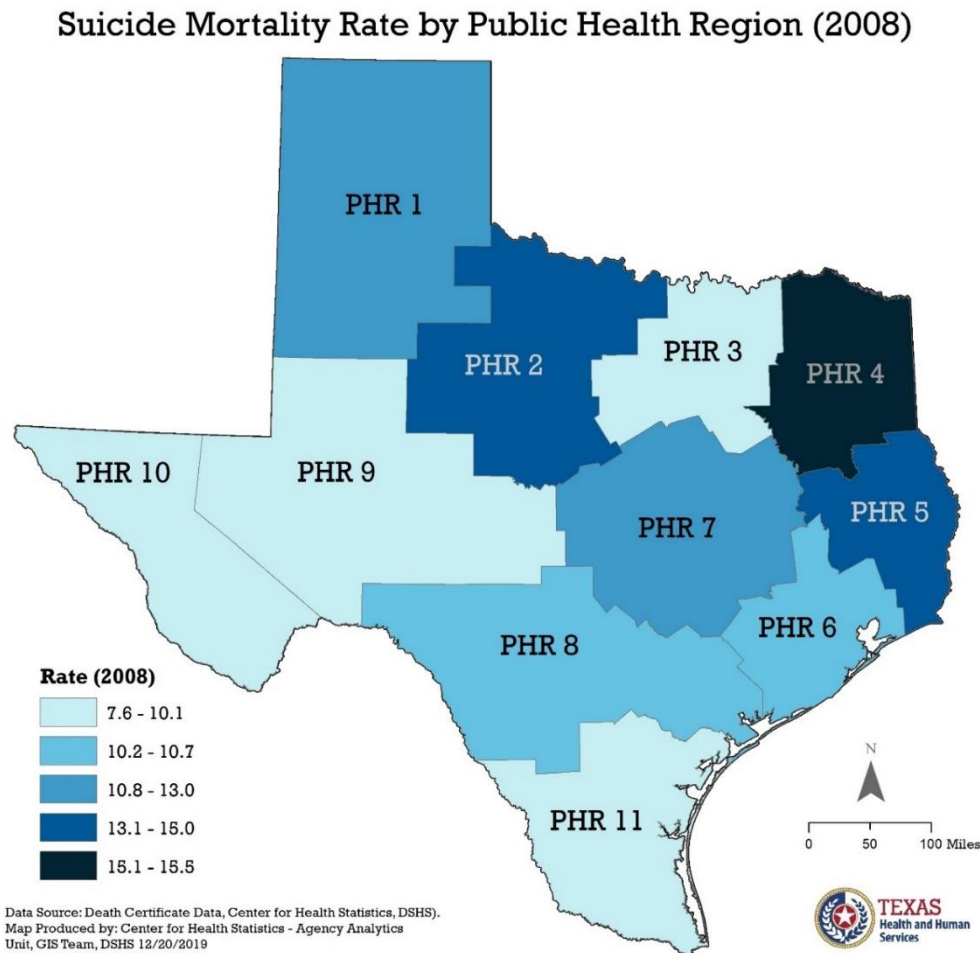 Suicide Mortality Rate by Public Health Region (2008)
PHR 1
PHR 2
PHR 3
PHR 4
PHR 10
PHR 9
PHR 7
PHR 5
PHR 8
PHR 6
PHR 11
Rate (2008)
7.6 - 10.1
10.2 - 10.7
10.8 - 13.0
13.1 - 15.0
15.1 - 15.5
N
0 50 100 Miles
Data Source: Death Certificate Data, Center for Health Statistics, DSHS).
Map Produced by: Center for Health Statistics - Agency Analytics
Unit, GIS Team, DSHS 12/20/2019
TEXAS
Health and Human
Services